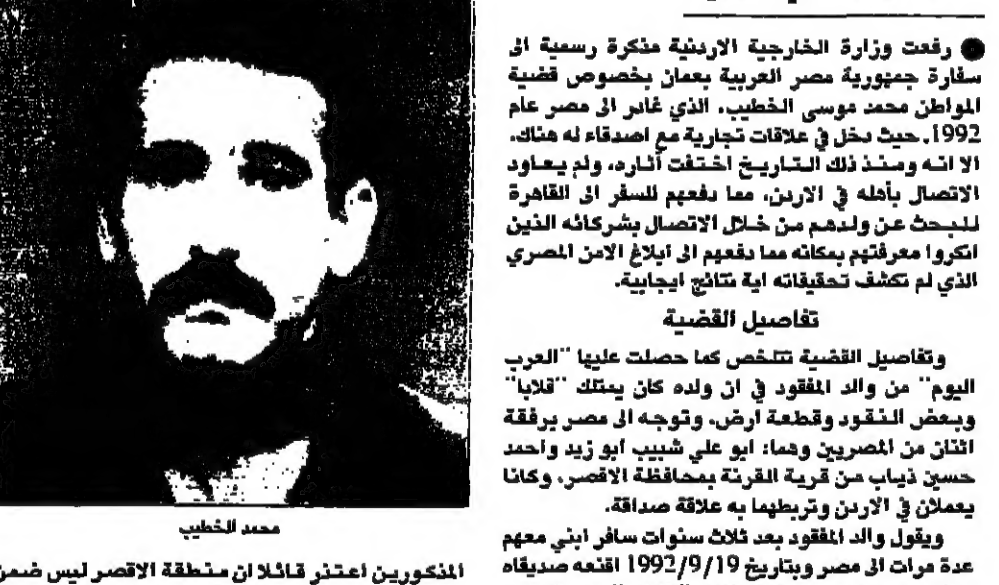 رفعت وزارة الخارجية الاردنية مذكرة رسمية الى
سفارة جمهورية مصر العربية بعمان بخصوص قضية
المواطن محمد موسى الخطيب، الذي غادر الى مصر عام
1992، حيث دخل في علاقات تجارية مع اصدقاء له هناك،
الا انه ومنذ ذلك التاريخ اختفت آثاره، ولم يعاود
الاتصال بأهله في الاردن، مما دفعهم للسفر الى القاهرة
للبحث عن ولدهم من خلال الاتصال بشركائه الذين
انكروا معرفتهم بمكانه مما دفعهم الى ابلاغ الامن المصري
الذي لم تكشف تحقيقاته اية نتائج ايجابية.
تفاصيل القضية
وتفاصيل القضية تتلخص كما حصلت عليها "العرب
اليوم" من والد المفقود في ان ولده كان يمتلك "قلابا"
وبعض النقود وقطعة ارض، وتوجه الى مصر برفقة
اثنان من المصريين وهما: ابو علي شبيب ابو زيد واحمد
حسين ذياب من قرية القرنة بمحافظة الاقصر، وكانا
يعملان في الاردن وتربطهما به علاقة صداقة.
ويقول والد المفقود بعد ثلاث سنوات سافر ابني معهم
عدة مرات الى مصر وبتاريخ 1992/9/19 اقنعه صديقاه
محمد الخطيب
المذكورين اعتذر قائلا ان منطقة الاقصر ليس ضمن